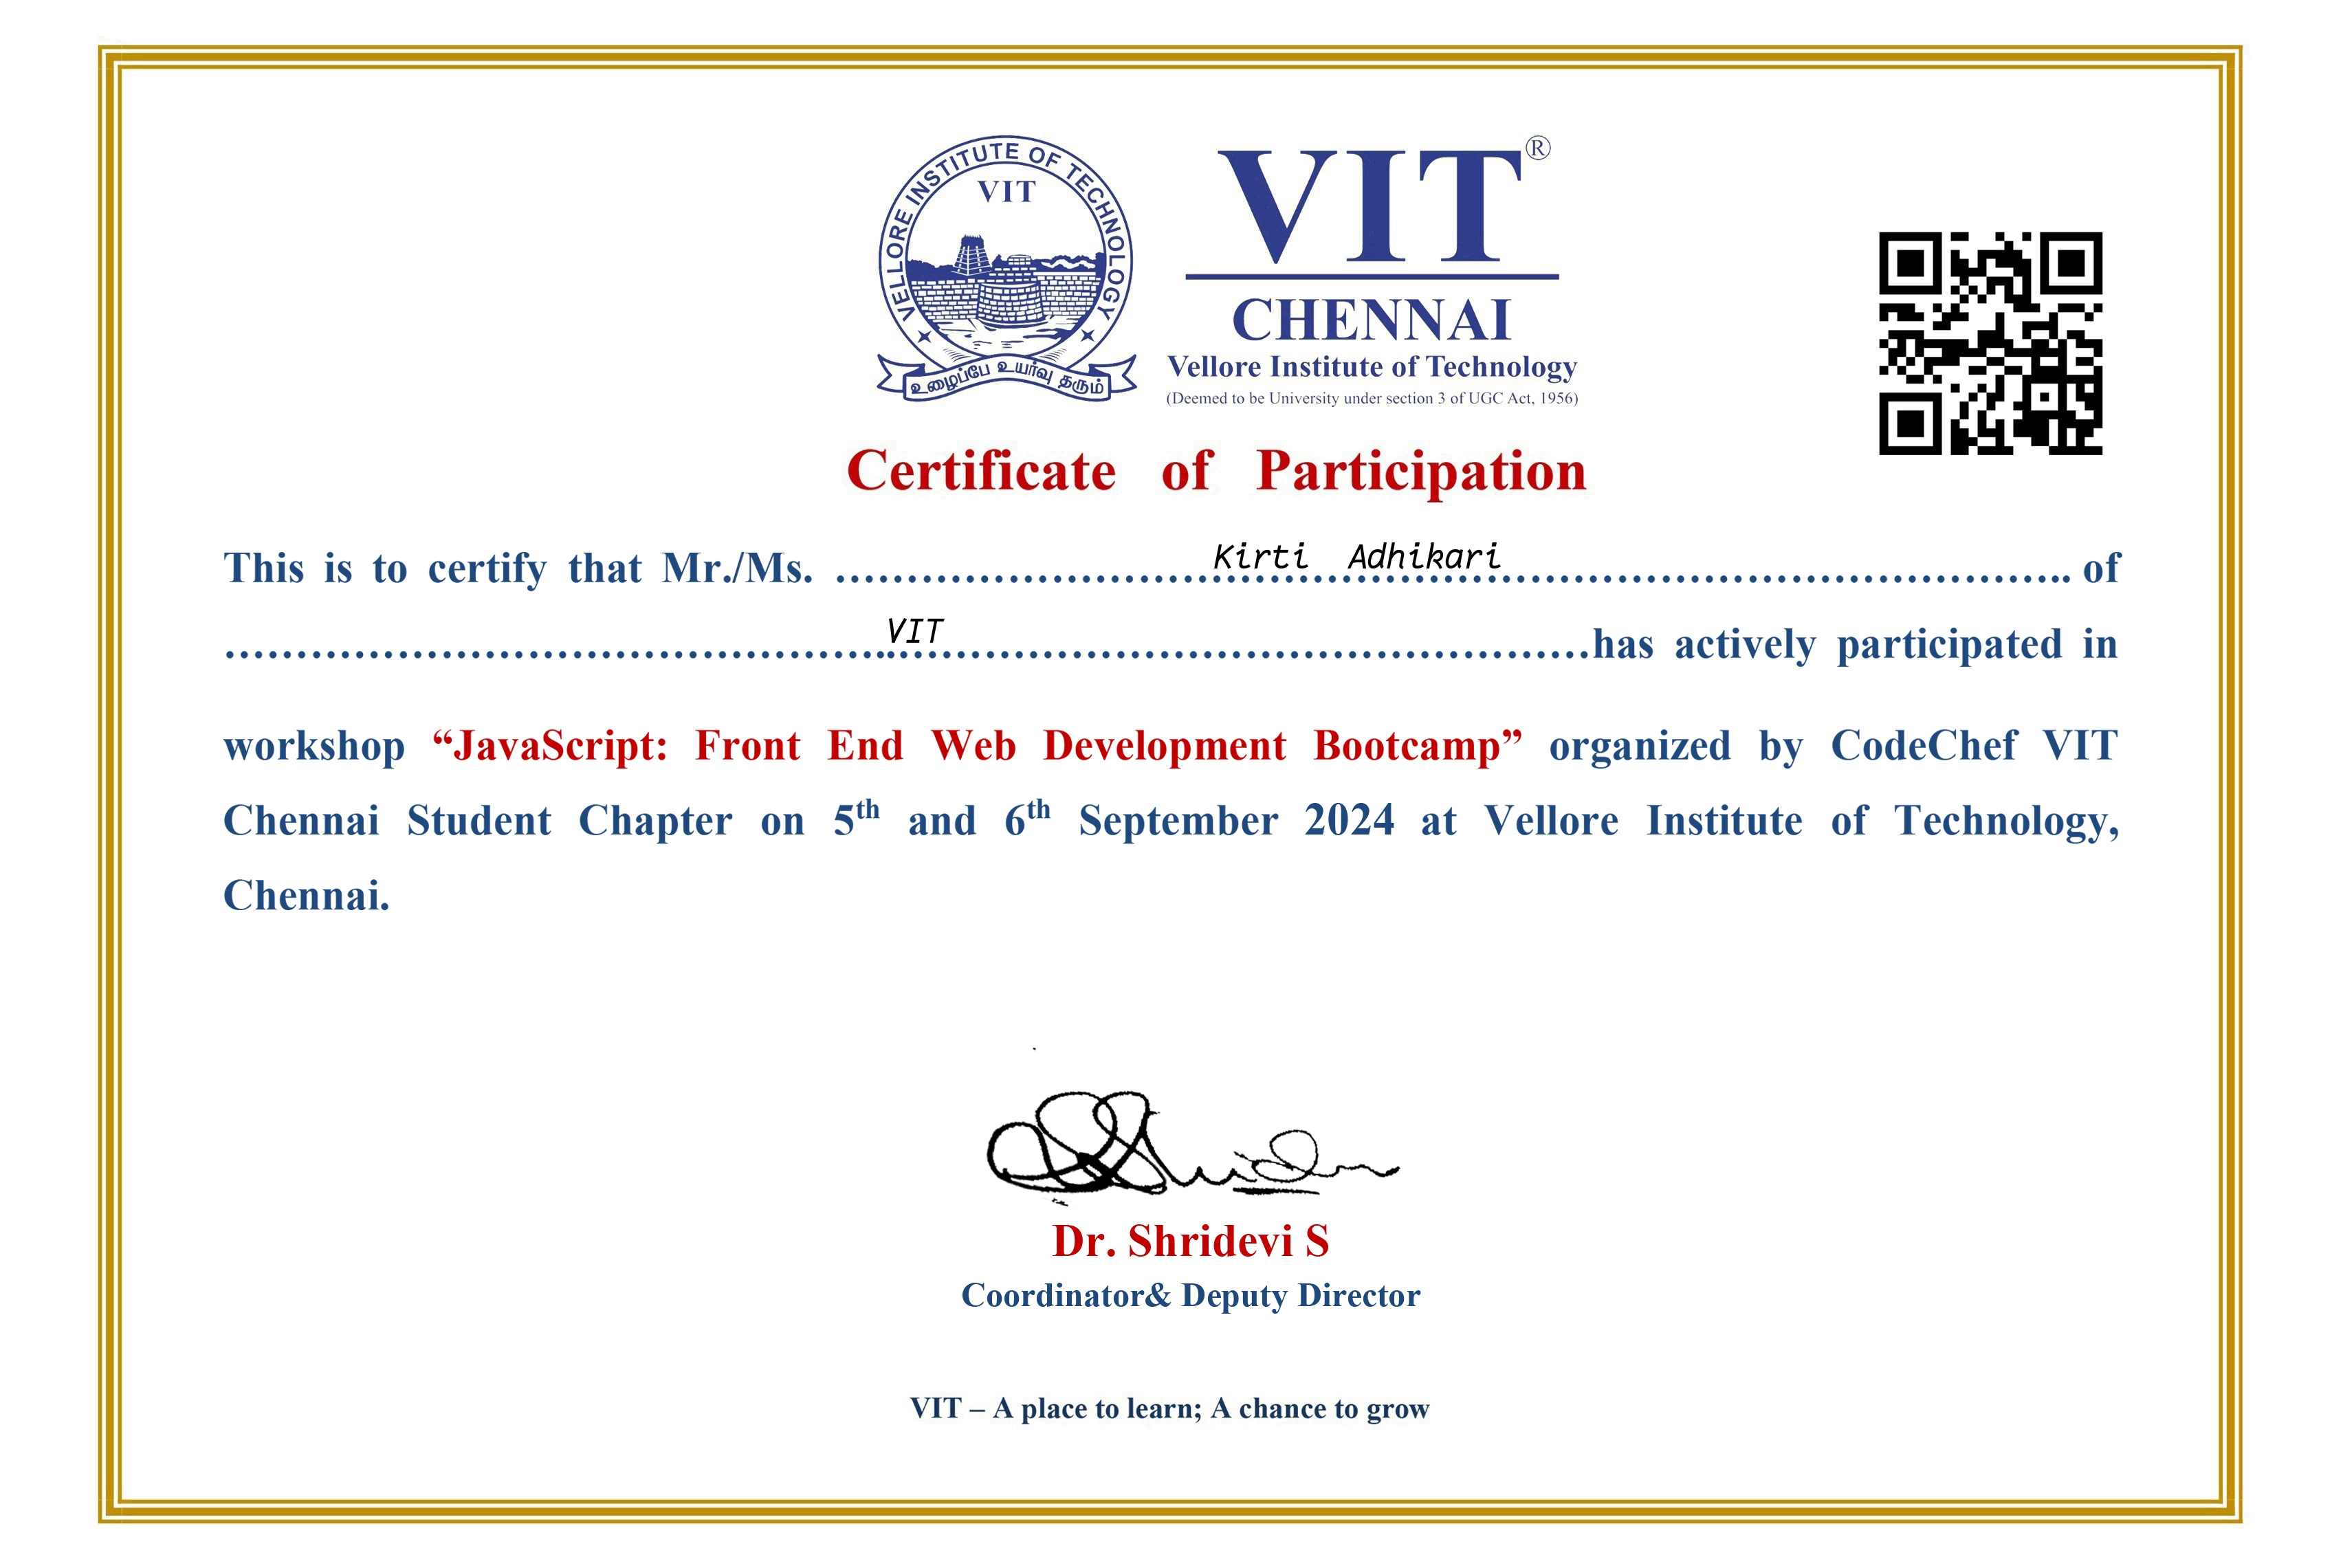 VELLORE INSTITUTE OF TECHNOLOGY
VIT
உழைப்பே உயர்வு தரும்
VIT®
CHENNAI
Vellore Institute of Technology
(Deemed to be University under section 3 of UGC Act, 1956)
Certificate of Participation
This is to certify that Mr./Ms. ....Kirti Adhikari.... of
....VIT....has actively participated in
workshop “JavaScript: Front End Web Development Bootcamp” organized by CodeChef VIT
Chennai Student Chapter on 5th and 6th September 2024 at Vellore Institute of Technology,
Chennai.
Dr. Shridevi S
Coordinator& Deputy Director
VIT – A place to learn; A chance to grow